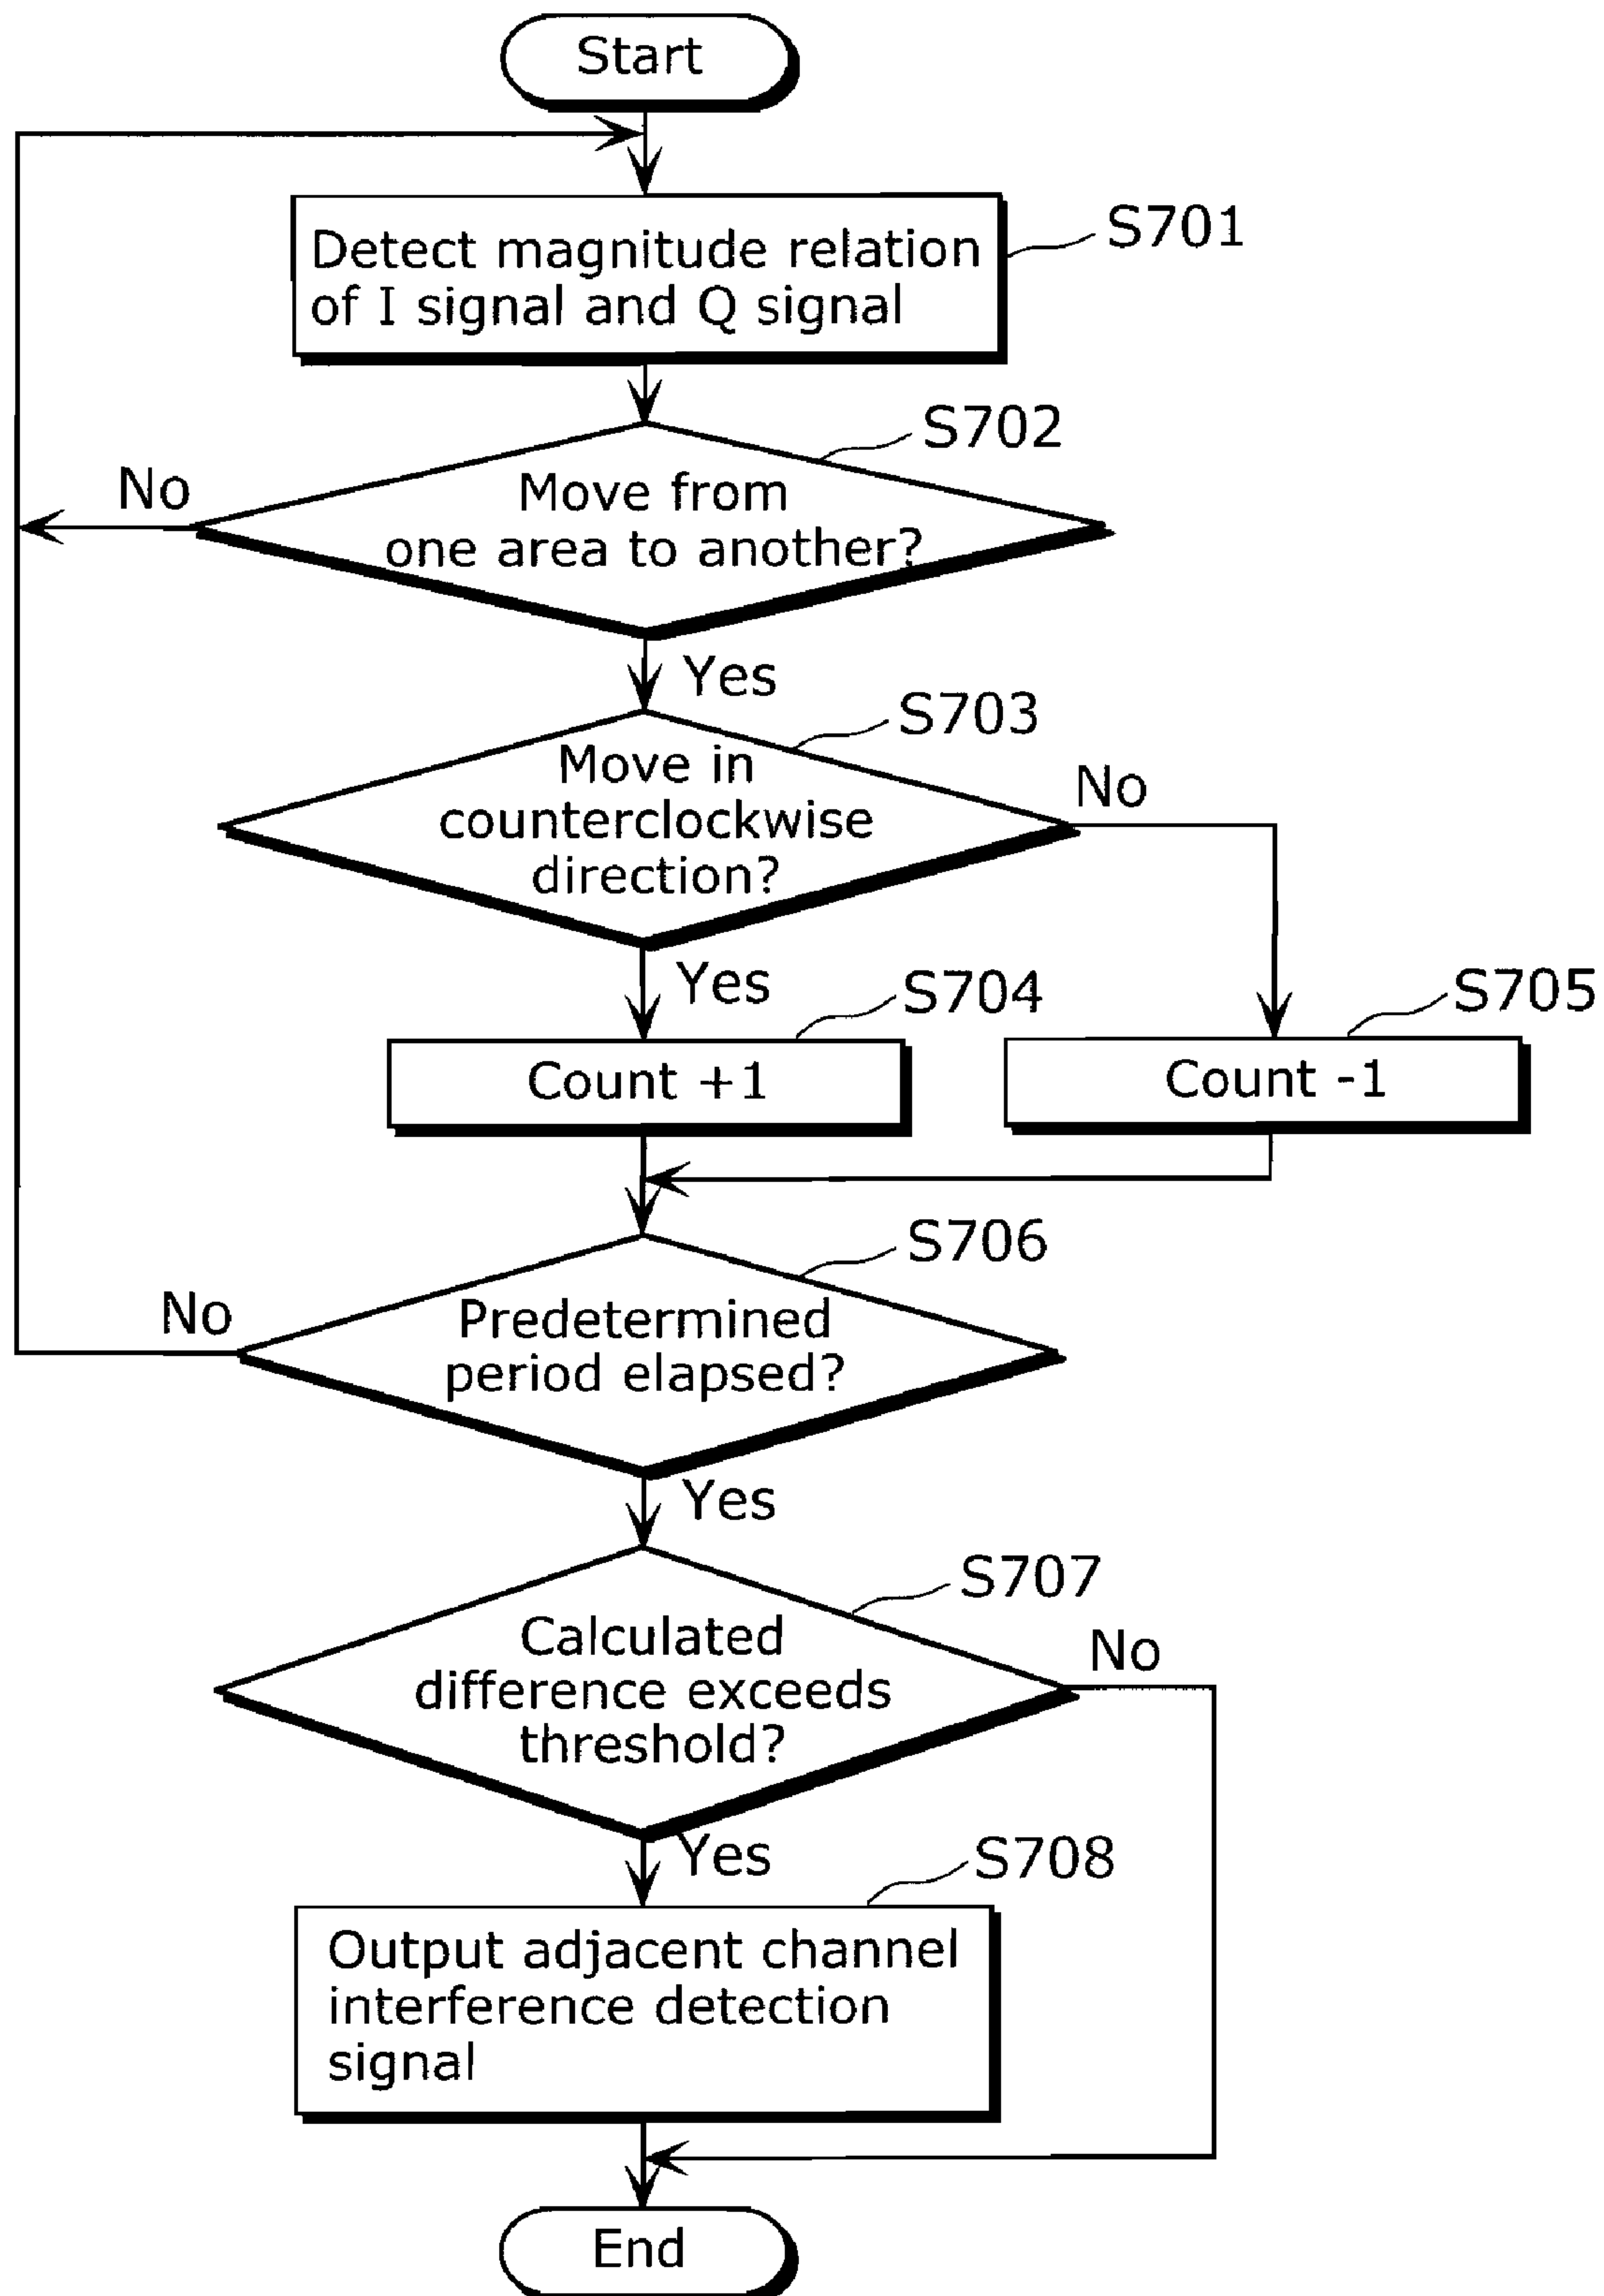 Start
Detect magnitude relation
of I signal and Q signal
S701
S702
No
Move from
one area to another?
Yes
S703
Move in
counterclockwise
direction?
No
Yes
S704
S705
Count +1
Count -1
S706
No
Predetermined
period elapsed?
Yes
S707
Calculated
difference exceeds
threshold?
No
Yes
S708
Output adjacent channel
interference detection
signal
End